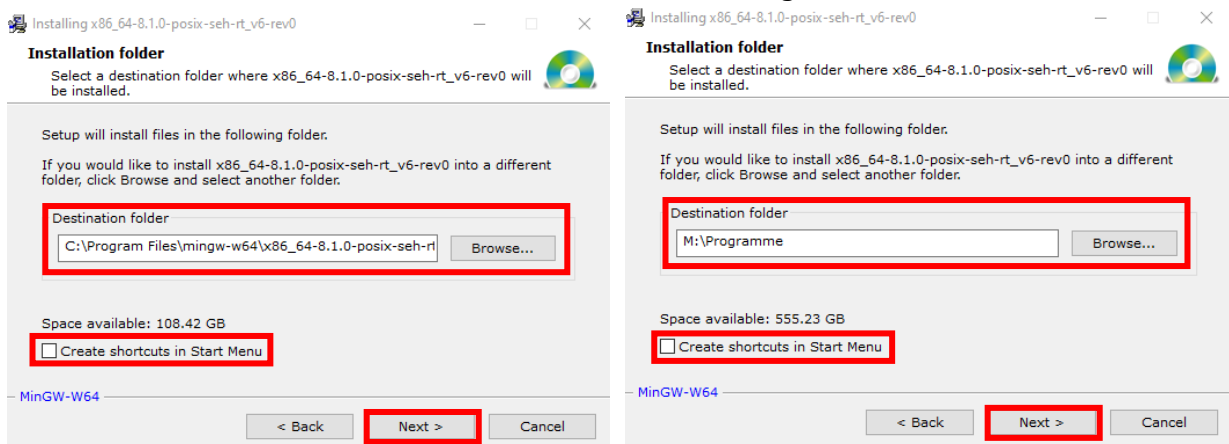 Installing x86_64-8.1.0-posix-seh-rt_v6-rev0
Installation folder
Select a destination folder where x86_64-8.1.0-posix-seh-rt_v6-rev0 will
be installed.
Setup will install files in the following folder.
If you would like to install x86_64-8.1.0-posix-seh-rt_v6-rev0 into a different
folder, click Browse and select another folder.
Destination folder
C:\Program Files\mingw-w64\x86_64-8.1.0-posix-seh-rt
Browse...
Space available: 108.42 GB
Create shortcuts in Start Menu
MinGW-W64
< Back Next > Cancel
Installing x86_64-8.1.0-posix-seh-rt_v6-rev0
Installation folder
Select a destination folder where x86_64-8.1.0-posix-seh-rt_v6-rev0 will
be installed.
Setup will install files in the following folder.
If you would like to install x86_64-8.1.0-posix-seh-rt_v6-rev0 into a different
folder, click Browse and select another folder.
Destination folder
M:\Programme
Browse...
Space available: 555.23 GB
Create shortcuts in Start Menu
MinGW-W64
< Back Next > Cancel